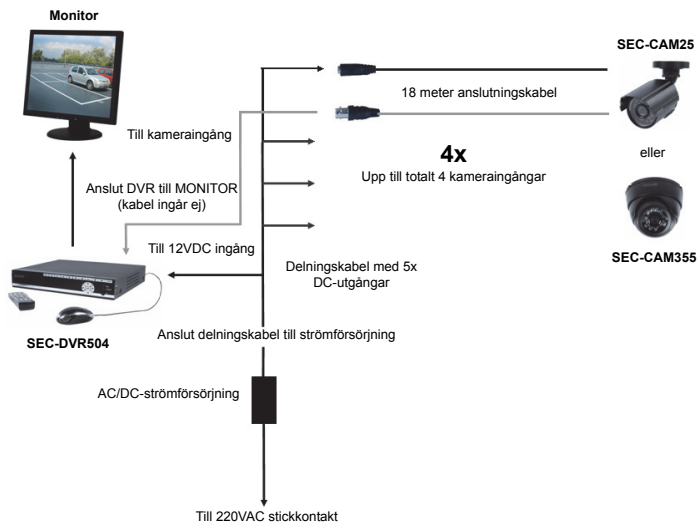 Monitor
SEC-CAM25
18 meter anslutningskabel
Till kameraingång
4x
eller
Upp till totalt 4 kameraingångar
Anslut DVR till MONITOR
(kabel ingår ej)
Till 12VDC ingång
SEC-CAM355
Delningskabel med 5x
DC-utgångar
SEC-DVR504
Anslut delningskabel till strömförsörjning
AC/DC-strömförsörjning
Till 220VAC stickkontakt